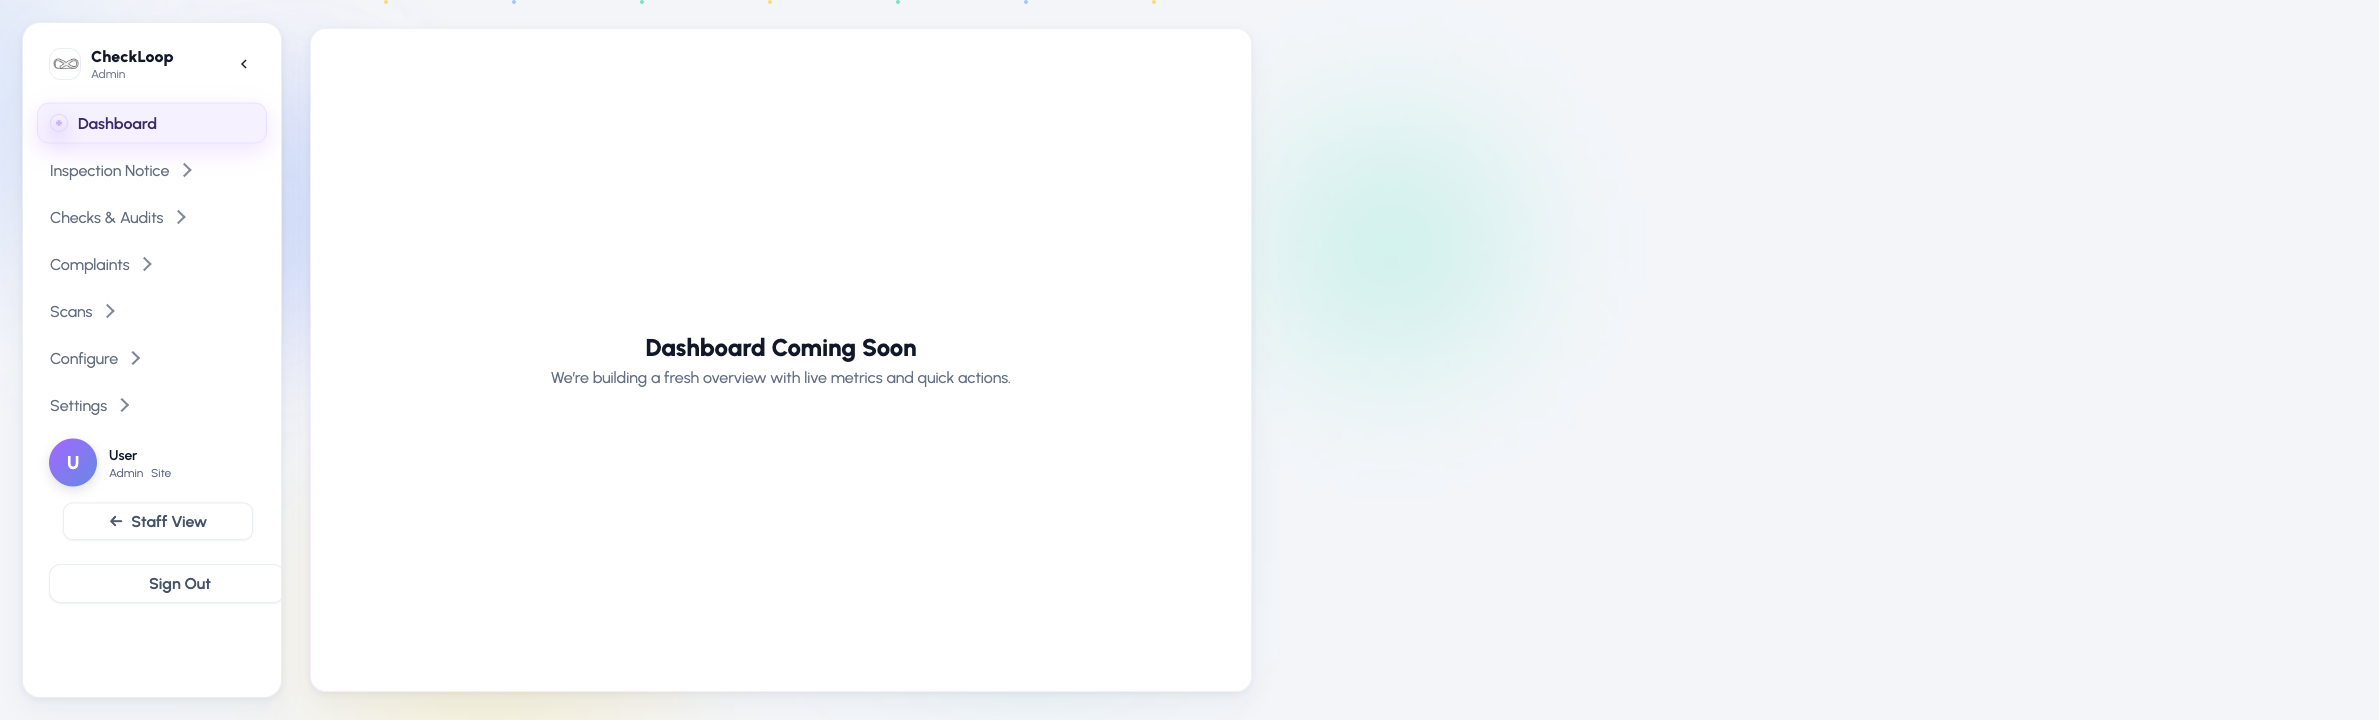 CheckLoop
Admin
Dashboard
Inspection Notice
Checks & Audits
Complaints
Scans
Configure
Settings
U
User
Admin Site
Staff View
Sign Out
Dashboard Coming Soon
We’re building a fresh overview with live metrics and quick actions.